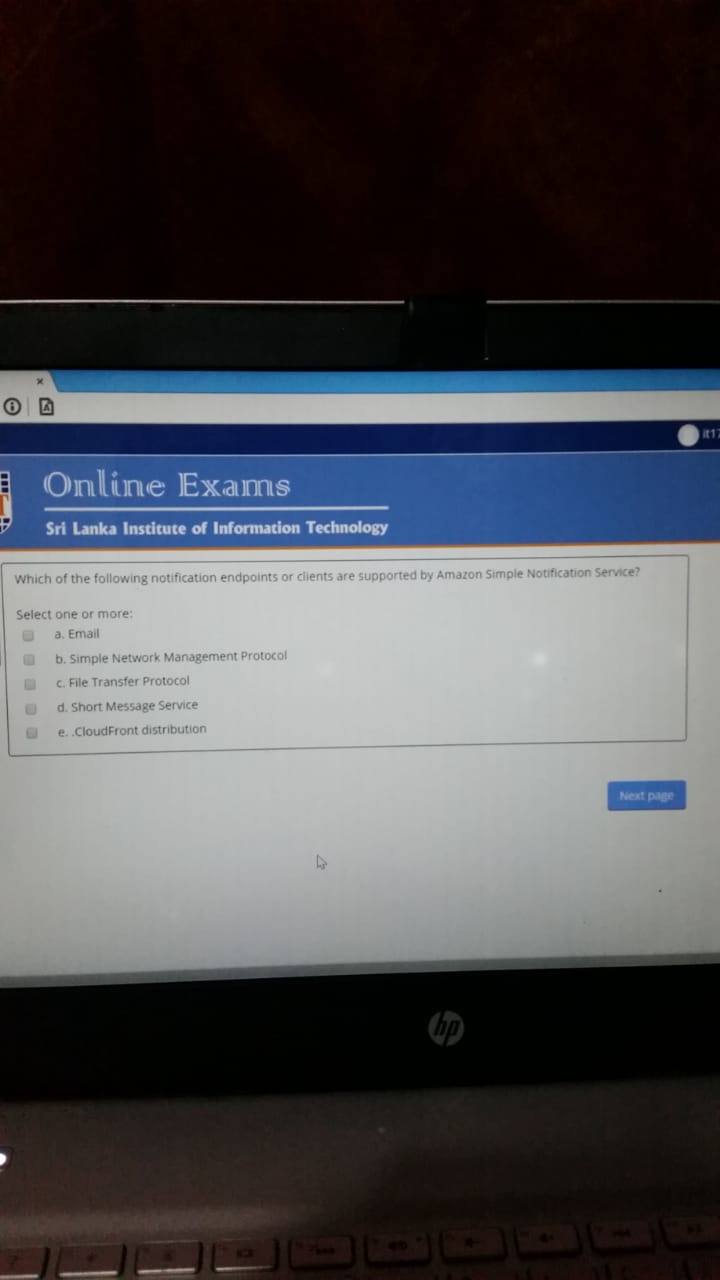 it17
Online Exams
Sri Lanka Institute of Information Technology
Which of the following notification endpoints or clients are supported by Amazon Simple Notification Service?
Select one or more:
a. Email
b. Simple Network Management Protocol
c. File Transfer Protocol
d. Short Message Service
e. .CloudFront distribution
Next page
hp